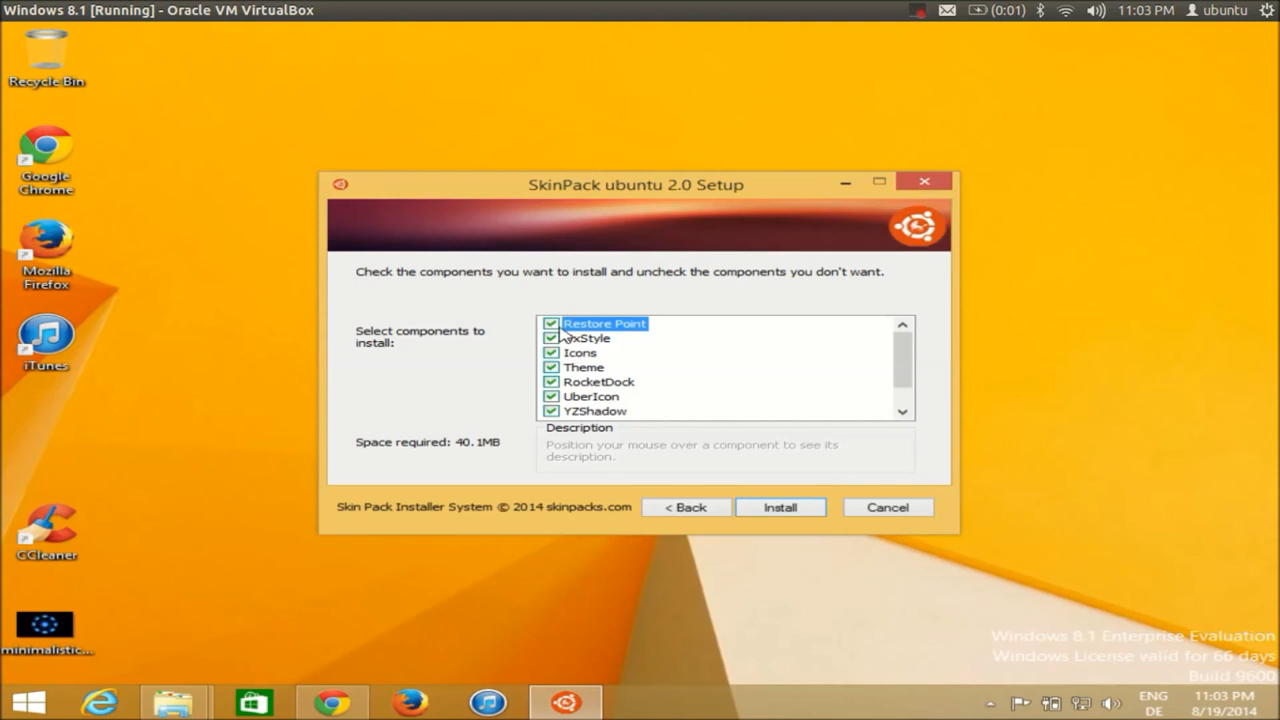 Windows 8.1 [Running] - Oracle VM VirtualBox
(0:01)
11:03 PM
ubuntu
Recycle Bin
Google
Chrome
Mozilla
Firefox
iTunes
CCleaner
minimalistic...
SkinPack ubuntu 2.0 Setup
Check the components you want to install and uncheck the components you don't want.
Select components to
install:
Restore Point
Icons
Theme
RocketDock
UberIcon
YZShadow
Space required: 40.1MB
Description
Position your mouse over a component to see its
description.
Skin Pack Installer System © 2014 skinpacks.com
< Back
Install
Cancel
Windows 8.1 Enterprise Evaluation
Windows License valid for 66 days
Build 9600
ENG
DE
11:03 PM
8/19/2014